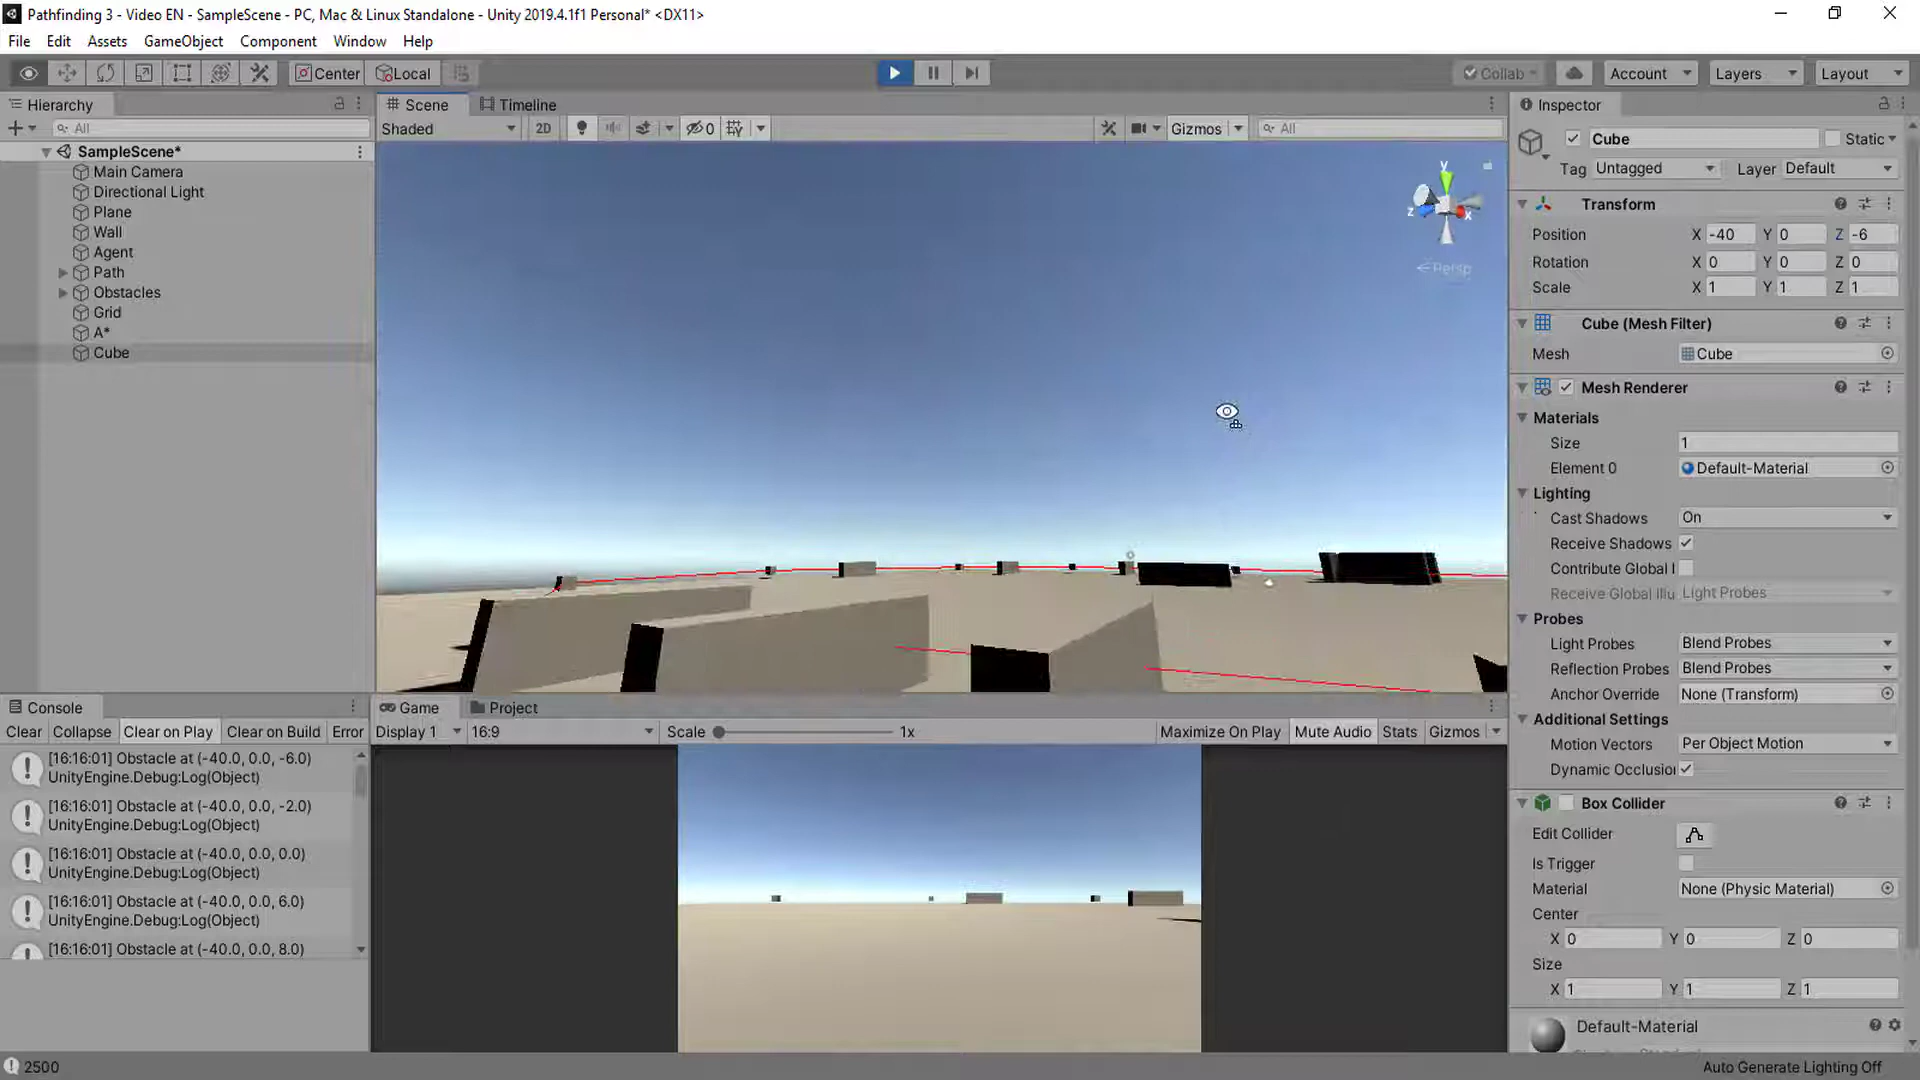 Pathfinding 3 - Video EN - SampleScene - PC, Mac & Linux Standalone - Unity 2019.4.1f1 Personal* <DX11>
File Edit Assets GameObject Component Window Help
Center Local Collab Account Layers Layout
Hierarchy
All
SampleScene*
Main Camera
Directional Light
Plane
Wall
Agent
Path
Obstacles
Grid
A*
Cube
Scene Timeline
Shaded 2D 0 Gizmos All
y
z x
Persp
Console
Clear Collapse Clear on Play Clear on Build Error
[16:16:01] Obstacle at (-40.0, 0.0, -6.0)
UnityEngine.Debug:Log(Object)
[16:16:01] Obstacle at (-40.0, 0.0, -2.0)
UnityEngine.Debug:Log(Object)
[16:16:01] Obstacle at (-40.0, 0.0, 0.0)
UnityEngine.Debug:Log(Object)
[16:16:01] Obstacle at (-40.0, 0.0, 6.0)
UnityEngine.Debug:Log(Object)
[16:16:01] Obstacle at (-40.0, 0.0, 8.0)
Game Project
Display 1 16:9 Scale 1x Maximize On Play Mute Audio Stats Gizmos
Inspector
Cube Static
Tag Untagged Layer Default
Transform
Position X -40 Y 0 Z -6
Rotation X 0 Y 0 Z 0
Scale X 1 Y 1 Z 1
Cube (Mesh Filter)
Mesh Cube
Mesh Renderer
Materials
Size 1
Element 0 Default-Material
Lighting
Cast Shadows On
Receive Shadows
Contribute Global I
Receive Global Illu Light Probes
Probes
Light Probes Blend Probes
Reflection Probes Blend Probes
Anchor Override None (Transform)
Additional Settings
Motion Vectors Per Object Motion
Dynamic Occlusion
Box Collider
Edit Collider
Is Trigger
Material None (Physic Material)
Center
X 0 Y 0 Z 0
Size
X 1 Y 1 Z 1
Default-Material
2500
Auto Generate Lighting Off